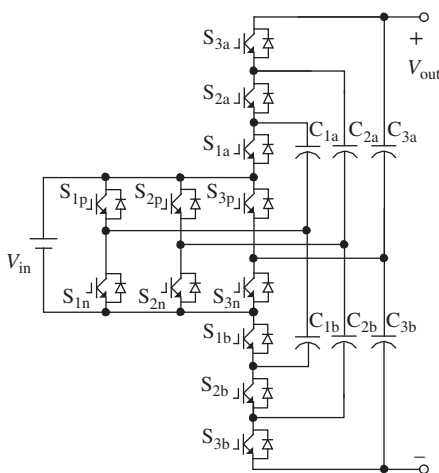 S3a
+
Vout
S2a
S1a
C1a
C2a
C3a
S1p
S2p
S3p
Vin
S1n
S2n
S3n
S1b
C1b
C2b
C3b
S2b
S3b
−